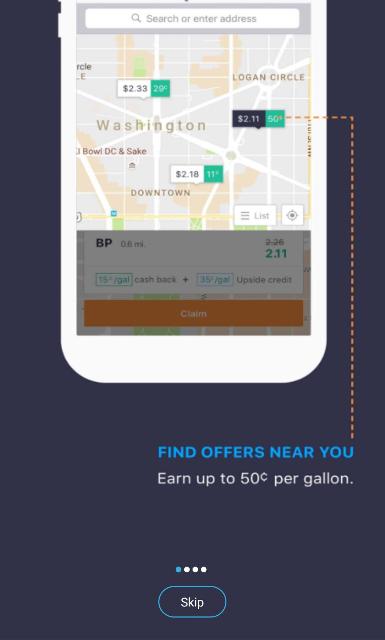 Search or enter address
rcle
E
$2.33 29¢
LOGAN CIRCLE
$2.11 50¢
Washington
l Bowl DC & Sake
$2.18 11¢
DOWNTOWN
List
BP 0.6 mi. 2.26
2.11
15¢/gal cash back + 35¢/gal Upside credit
Claim
FIND OFFERS NEAR YOU
Earn up to 50¢ per gallon.
Skip